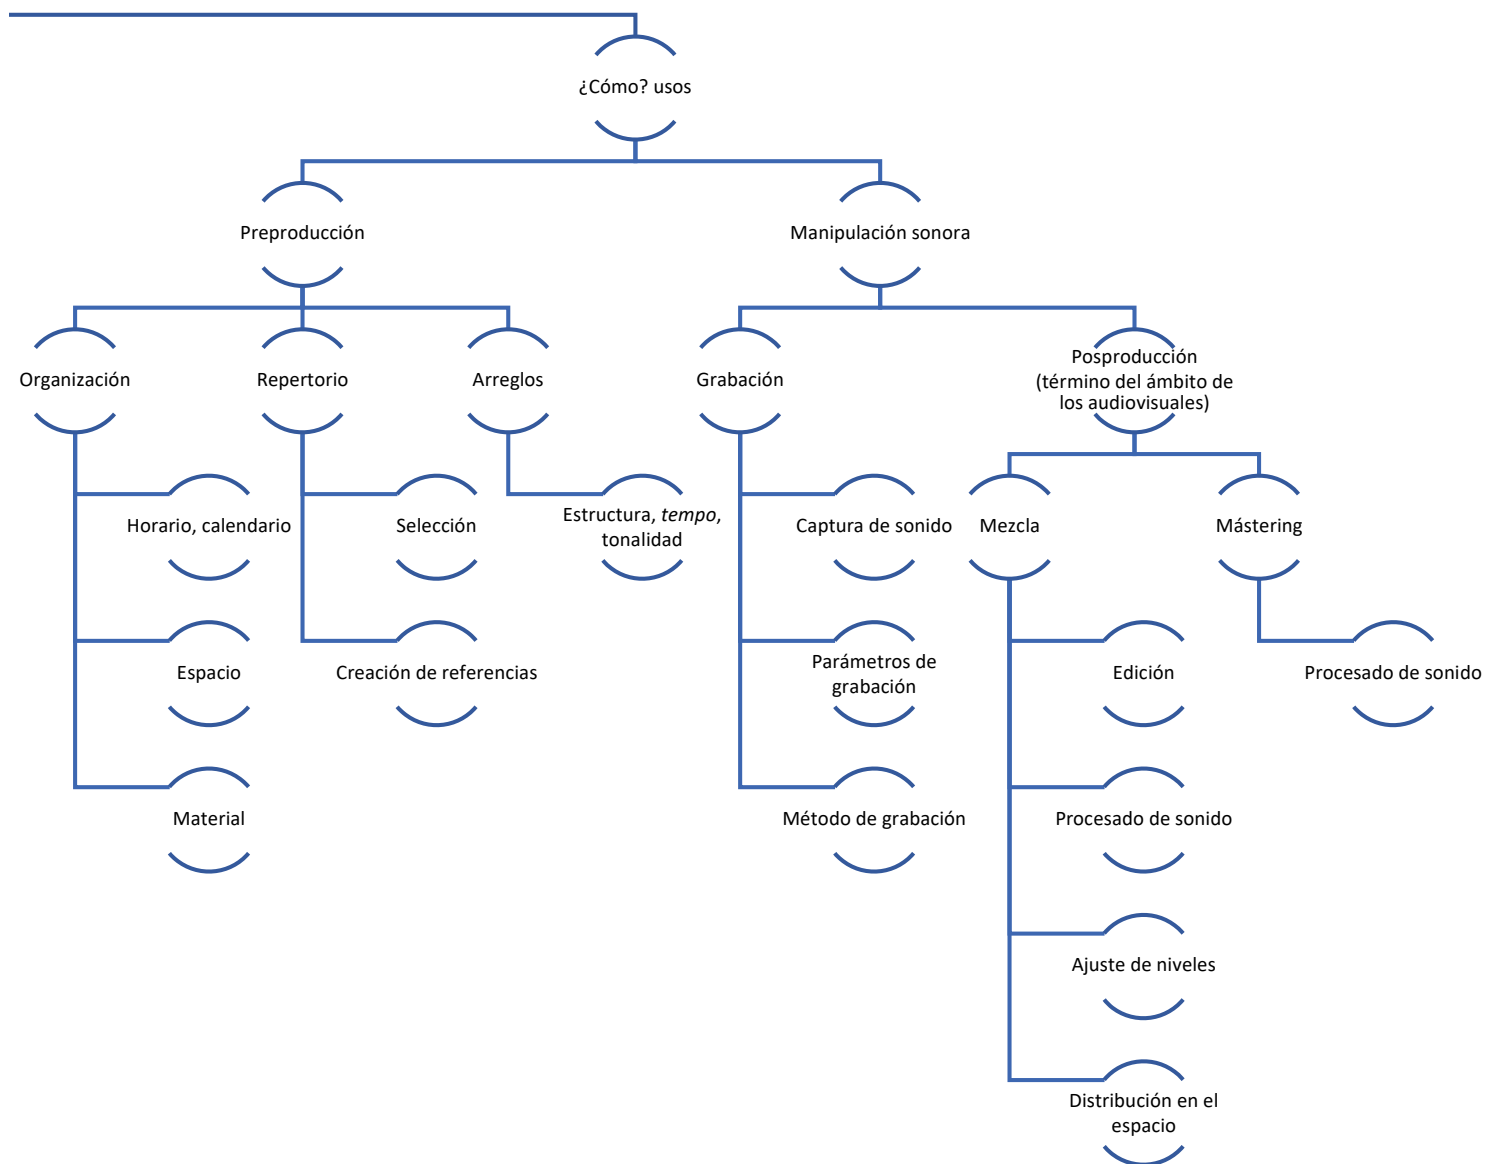 ¿Cómo? usos
Preproducción
Manipulación sonora
Organización
Repertorio
Arreglos
Grabación
Posproducción
(término del ámbito de
los audiovisuales)
Horario, calendario
Selección
Estructura, tempo,
tonalidad
Captura de sonido
Mezcla
Mástering
Espacio
Creación de referencias
Parámetros de
grabación
Edición
Procesado de sonido
Material
Método de grabación
Procesado de sonido
Ajuste de niveles
Distribución en el
espacio